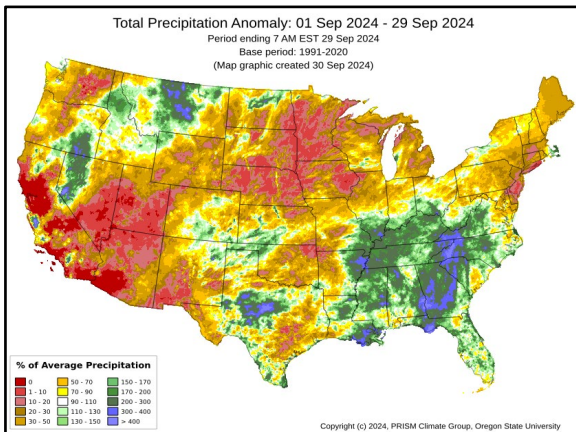 Total Precipitation Anomaly: 01 Sep 2024 - 29 Sep 2024
Period ending 7 AM EST 29 Sep 2024
Base period: 1991-2020
(Map graphic created 30 Sep 2024)
% of Average Precipitation
0
1 - 10
10 - 20
20 - 30
30 - 50
50 - 70
70 - 90
90 - 110
110 - 130
130 - 150
150 - 170
170 - 200
200 - 300
300 - 400
> 400
Copyright (c) 2024, PRISM Climate Group, Oregon State University